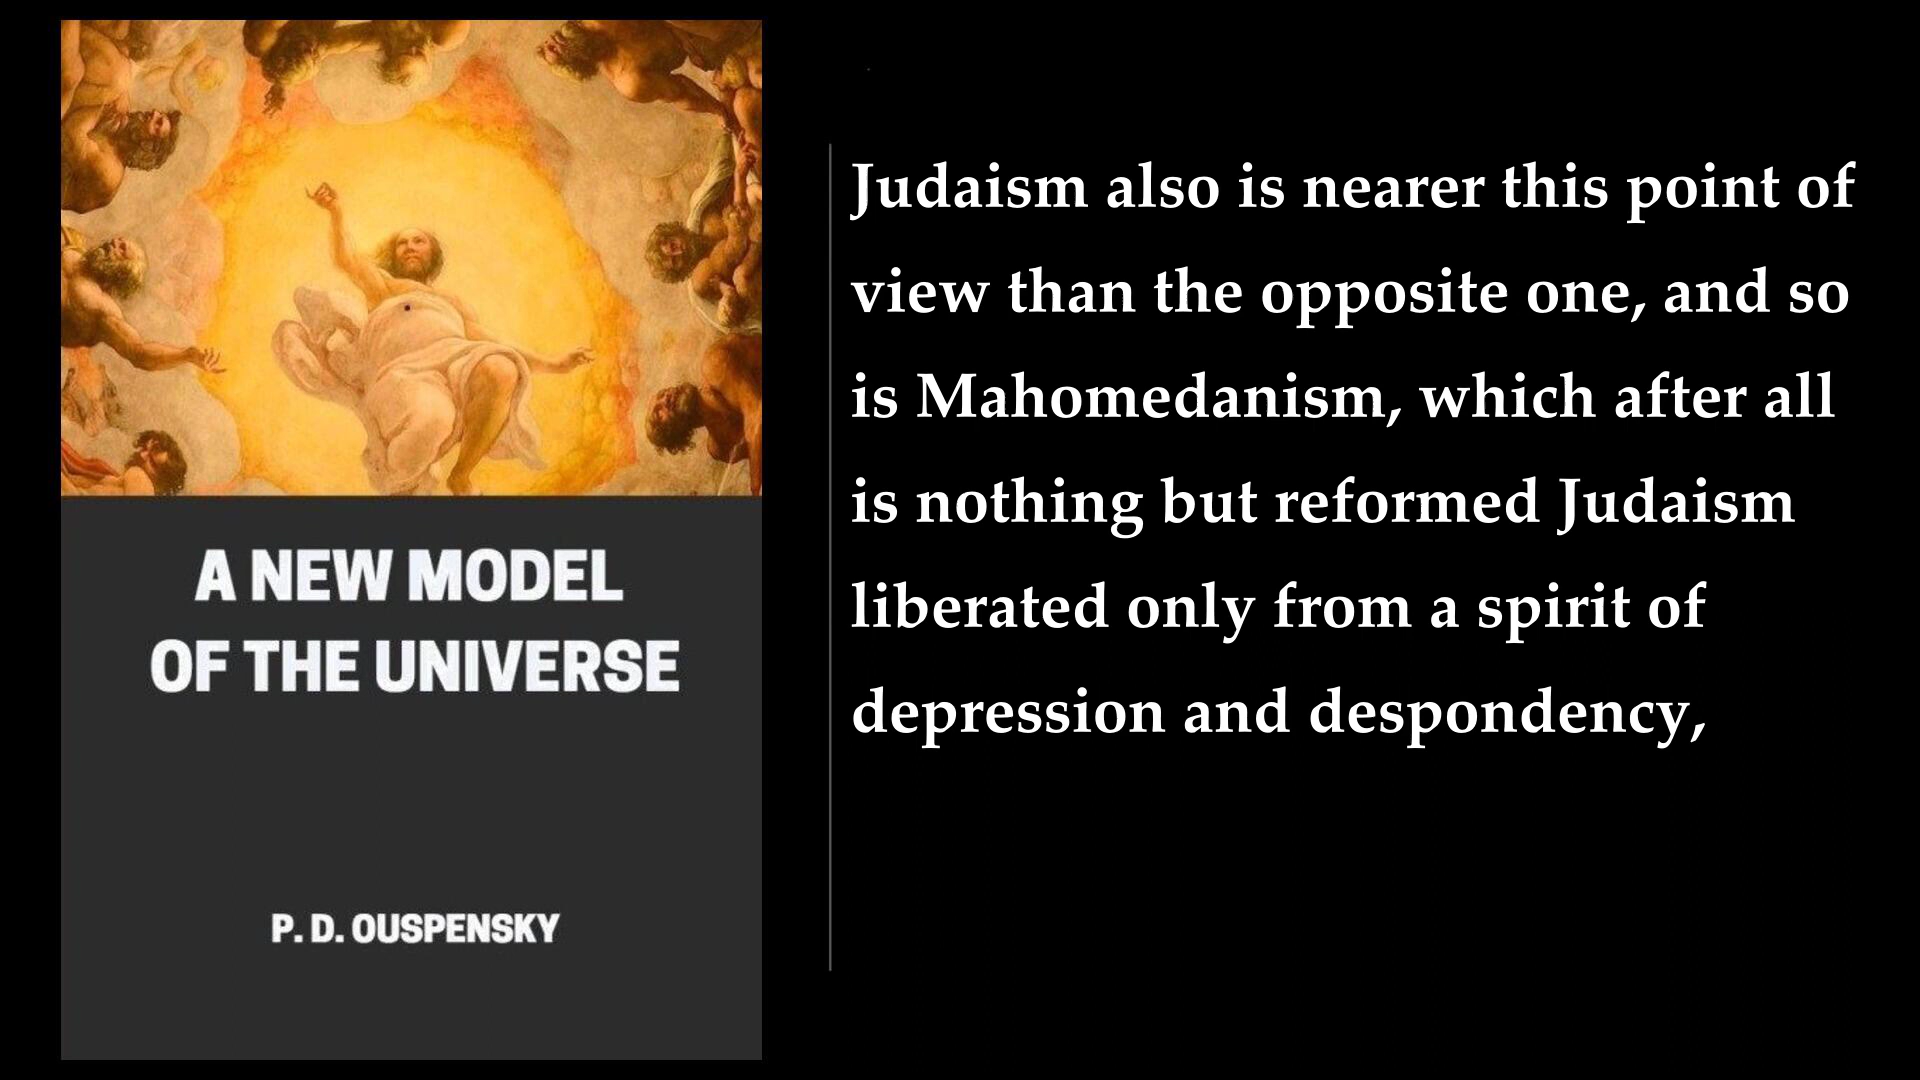 A NEW MODEL
OF THE UNIVERSE
P. D. OUSPENSKY
Judaism also is nearer this point of
view than the opposite one, and so
is Mahomedanism, which after all
is nothing but reformed Judaism
liberated only from a spirit of
depression and despondency,